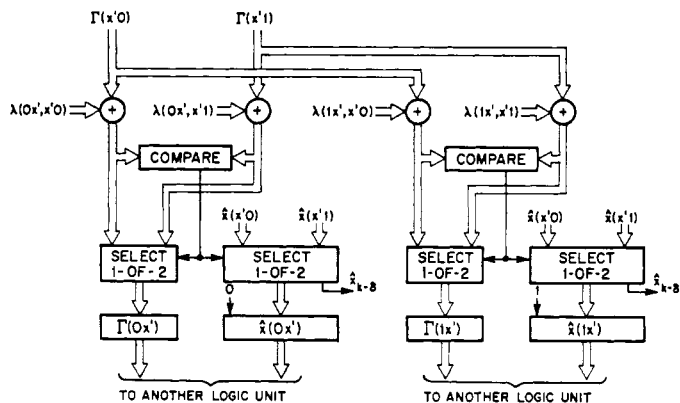 Γ(x'0) Γ(x'1)
λ(0x',x'0) + λ(0x',x'1) + λ(1x',x'0) + λ(1x',x'1) +
COMPARE COMPARE
x̂(x'0) x̂(x'1) x̂(x'0) x̂(x'1)
SELECT 1-OF-2 SELECT 1-OF-2 SELECT 1-OF-2 SELECT 1-OF-2
0 x̂k-δ 1 x̂k-δ
Γ(0x') x̂(0x') Γ(1x') x̂(1x')
TO ANOTHER LOGIC UNIT TO ANOTHER LOGIC UNIT